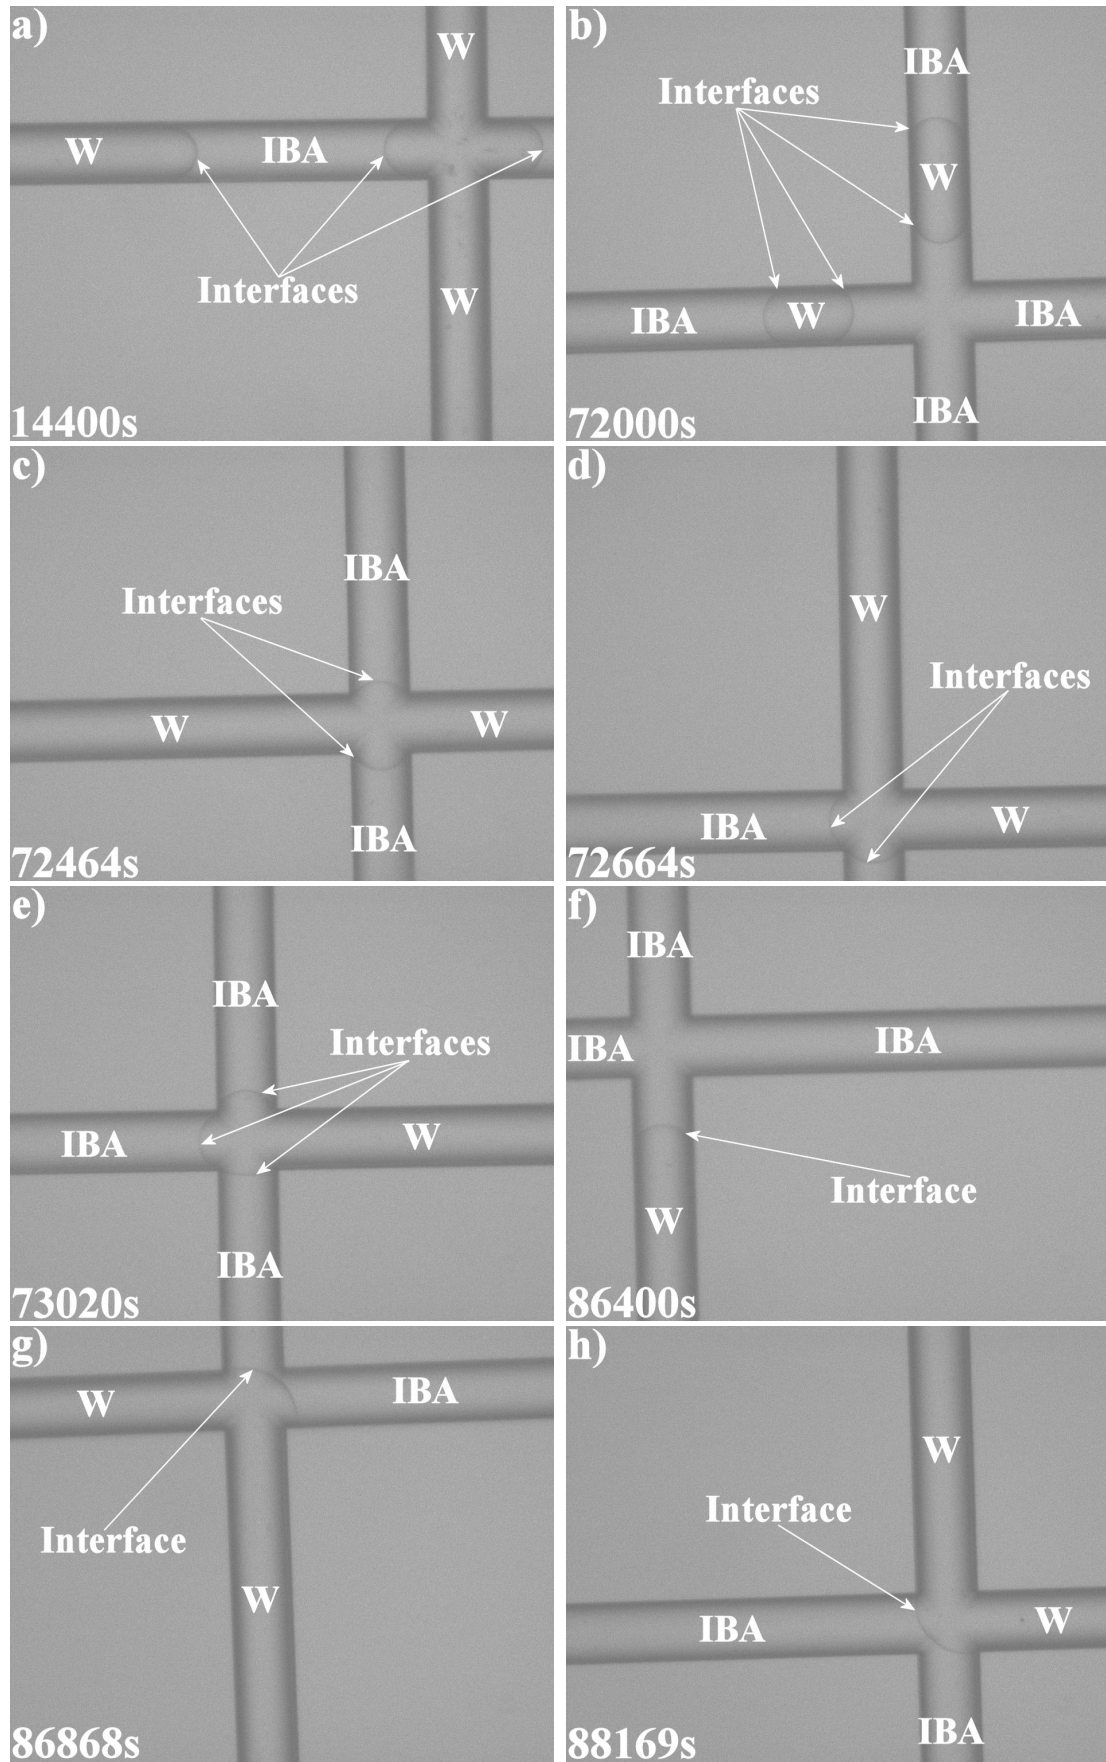 a)
W
W
IBA
Interfaces
W
14400s
b)
IBA
Interfaces
W
IBA
W
IBA
IBA
72000s
c)
IBA
Interfaces
W
W
IBA
72464s
d)
W
Interfaces
IBA
W
72664s
e)
IBA
Interfaces
IBA
W
IBA
73020s
f)
IBA
IBA
IBA
Interface
W
86400s
g)
W
IBA
Interface
W
86868s
h)
W
Interface
IBA
W
IBA
88169s